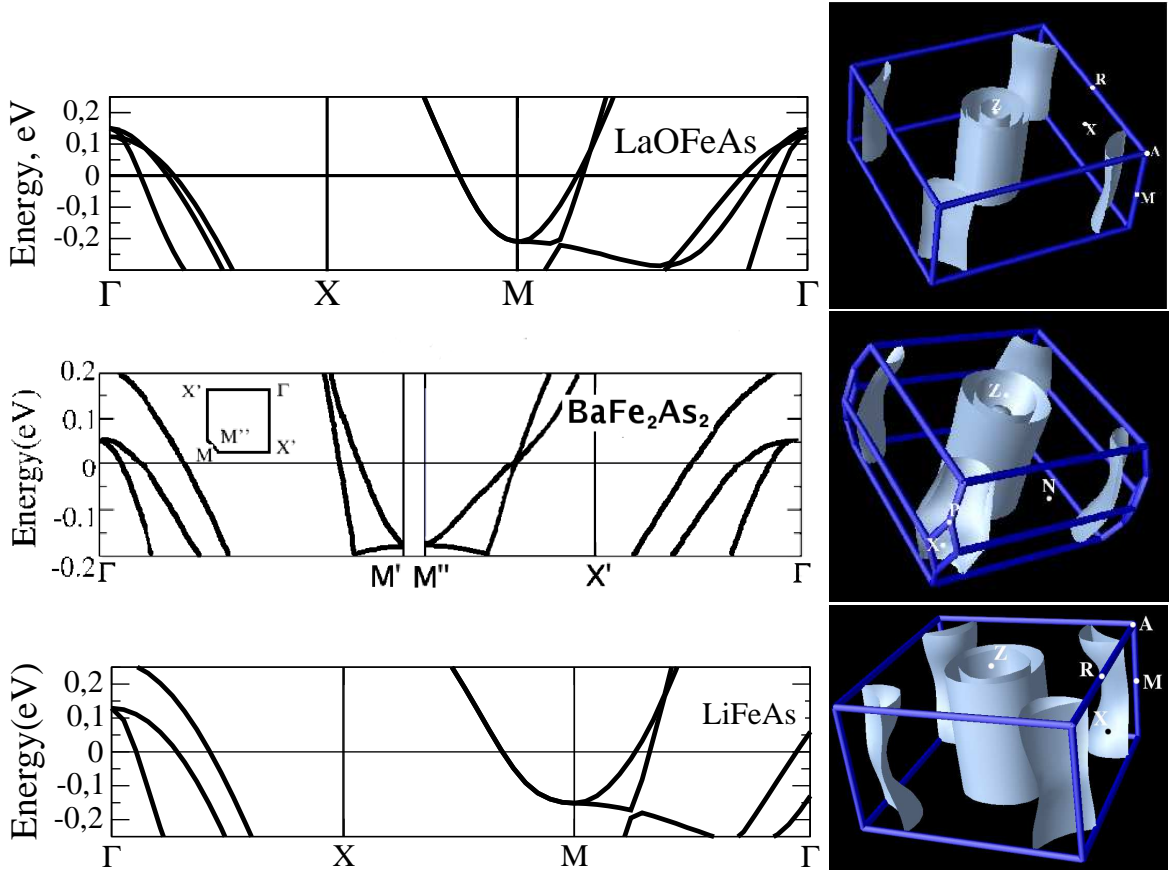 Energy, eV
0,2
0,1
0
-0,1
-0,2
LaOFeAs
Γ X M Γ
Z
R
X
A
M
Energy(eV)
0.2
0.1
0
-0.1
-0.2
X' Γ
M''
M X'
BaFe₂As₂
Γ M' M'' X' Γ
Z
N
P
X
Energy(eV)
0,2
0,1
0
-0,1
-0,2
LiFeAs
Γ X M Γ
A
Z
R
M
X